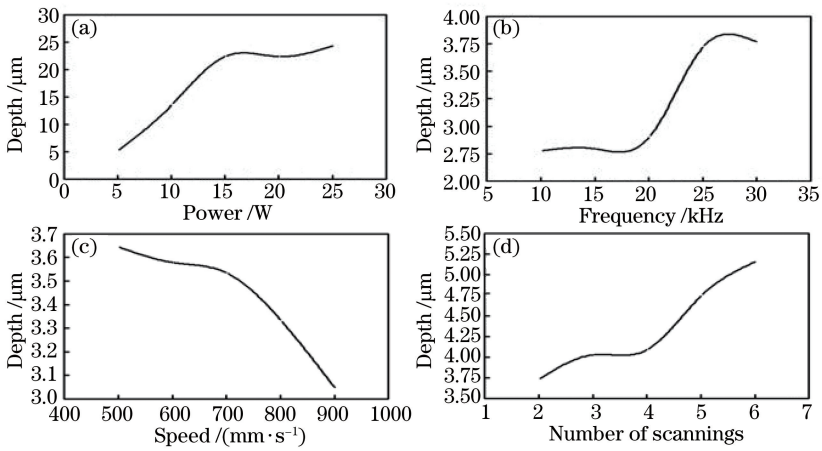 (a)
30
25
20
15
10
5
0
Depth /μm
0 5 10 15 20 25 30
Power /W
(b)
4.00
3.75
3.50
3.25
3.00
2.75
2.00
Depth /μm
5 10 15 20 25 30 35
Frequency /kHz
(c)
3.7
3.6
3.5
3.4
3.3
3.2
3.1
3.0
Depth /μm
400 500 600 700 800 900 1000
Speed /(mm·s⁻¹)
(d)
5.50
5.25
5.00
4.75
4.50
4.25
4.00
3.75
3.50
Depth /μm
1 2 3 4 5 6 7
Number of scannings